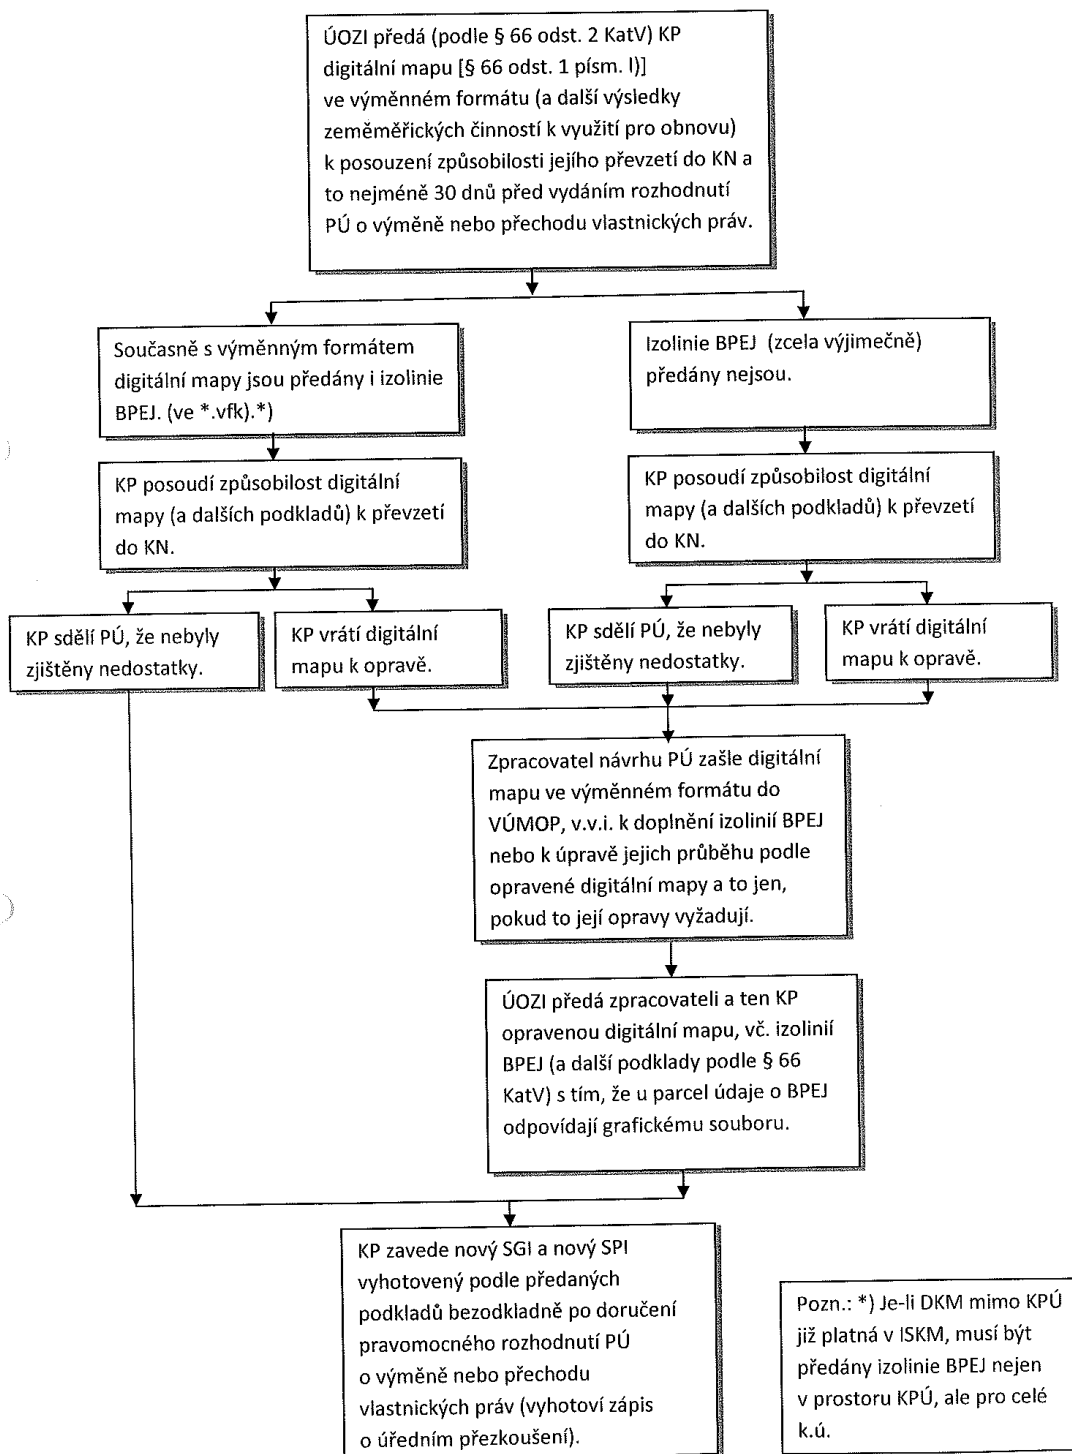 ÚOZI předá (podle § 66 odst. 2 KatV) KP
digitální mapu [§ 66 odst. 1 písm. l)]
ve výměnném formátu (a další výsledky
zeměměřických činností k využití pro obnovu)
k posouzení způsobilosti jejího převzetí do KN a
to nejméně 30 dnů před vydáním rozhodnutí
PÚ o výměně nebo přechodu vlastnických práv.
Současně s výměnným formátem
digitální mapy jsou předány i izolinie
BPEJ. (ve *.vfk).*)
Izolinie BPEJ (zcela výjimečně)
předány nejsou.
KP posoudí způsobilost digitální
mapy (a dalších podkladů) k převzetí
do KN.
KP posoudí způsobilost digitální
mapy (a dalších podkladů) k převzetí
do KN.
KP sdělí PÚ, že nebyly
zjištěny nedostatky.
KP vrátí digitální
mapu k opravě.
KP sdělí PÚ, že nebyly
zjištěny nedostatky.
KP vrátí digitální
mapu k opravě.
Zpracovatel návrhu PÚ zašle digitální
mapu ve výměnném formátu do
VÚMOP, v.v.i. k doplnění izolinií BPEJ
nebo k úpravě jejich průběhu podle
opravené digitální mapy a to jen,
pokud to její opravy vyžadují.
ÚOZI předá zpracovateli a ten KP
opravenou digitální mapu, vč. izolinií
BPEJ (a další podklady podle § 66
KatV) s tím, že u parcel údaje o BPEJ
odpovídají grafickému souboru.
KP zavede nový SGI a nový SPI
vyhotovený podle předaných
podkladů bezodkladně po doručení
pravomocného rozhodnutí PÚ
o výměně nebo přechodu
vlastnických práv (vyhotoví zápis
o úředním přezkoušení).
Pozn.: *) Je-li DKM mimo KPÚ
již platná v ISKM, musí být
předány izolinie BPEJ nejen
v prostoru KPÚ, ale pro celé
k.ú.